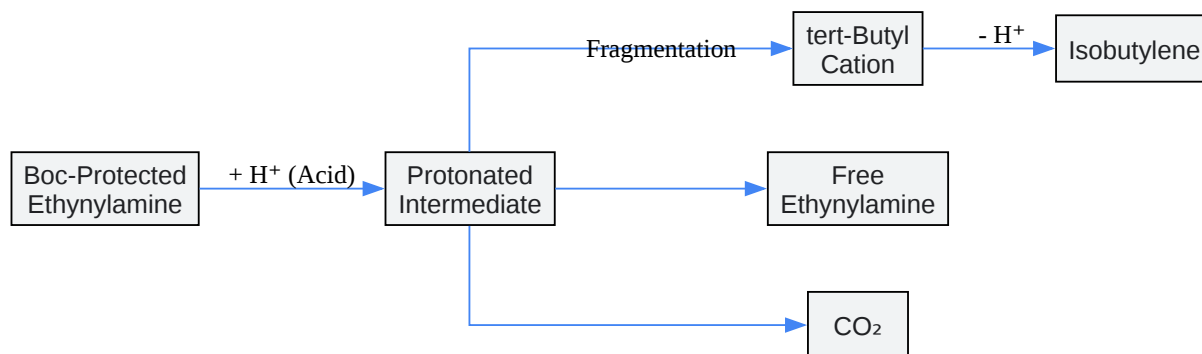 Fragmentation
tert-Butyl
Cation
- H⁺
Isobutylene
Boc-Protected
Ethynylamine
+ H⁺ (Acid)
Protonated
Intermediate
Free
Ethynylamine
CO₂